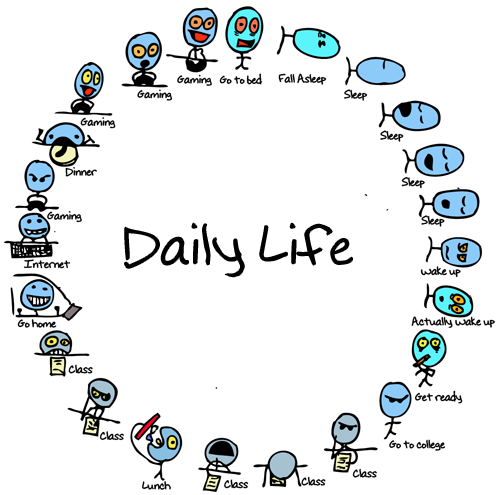 Daily Life
Go to bed
Fall Asleep
Sleep
Sleep
Sleep
Sleep
Wake up
Actually wake up
Get ready
Go to college
Class
Class
Class
Lunch
Class
Class
Go home
Internet
Gaming
Dinner
Gaming
Gaming
Gaming